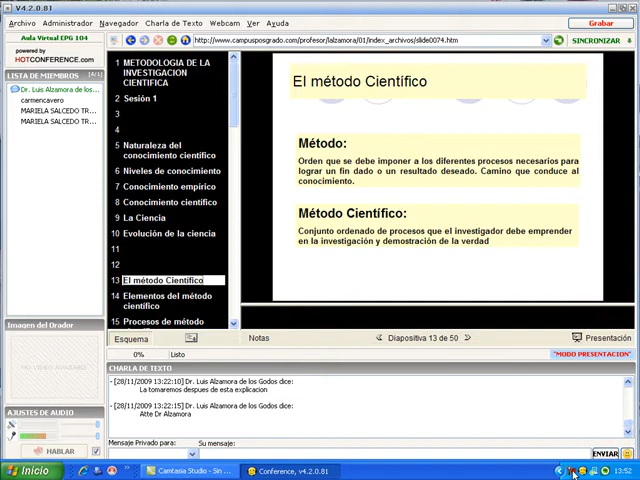 V4.2.0.81
Archivo Administrador Navegador Charla de Texto Webcam Ver Ayuda
Grabar
Aula Virtual EPG 104
powered by
HOTCONFERENCE.com
http://www.campusposgrado.com/profesor/lalzamora/01/index_archivos/slide0074.htm
SINCRONIZAR
LISTA DE MIEMBROS [4/1]
Dr. Luis Alzamora de los...
carmencavero
MARIELA SALCEDO TR...
MARIELA SALCEDO TR...
1 METODOLOGIA DE LA
INVESTIGACION
CIENTIFICA
2 Sesión 1
3
4
5 Naturaleza del
conocimiento científico
6 Niveles de conocimiento
7 Conocimiento empírico
8 Conocimiento científico
9 La Ciencia
10 Evolución de la ciencia
11
12
13 El método Científico
14 Elementos del método
científico
15 Procesos de método
El método Científico
Método:
Orden que se debe imponer a los diferentes procesos necesarios para
lograr un fin dado o un resultado deseado. Camino que conduce al
conocimiento.
Método Científico:
Conjunto ordenado de procesos que el investigador debe emprender
en la investigación y demostración de la verdad
Imagen del Orador
NO VIDEO AVAILABLE
Esquema
Notas
Diapositiva 13 de 50
Presentación
0%
Listo
"MODO PRESENTACION"
CHARLA DE TEXTO
- [28/11/2009 13:22:10] Dr. Luis Alzamora de los Godos dice:
La tomaremos despues de esta explicacion
- [28/11/2009 13:22:15] Dr. Luis Alzamora de los Godos dice:
Atte Dr Alzamora
AJUSTES DE AUDIO
HABLAR
Mensaje Privado para:
Su mensaje:
ENVIAR
Inicio
Camtasia Studio - Sin ...
Conference, v4.2.0.81
13:52